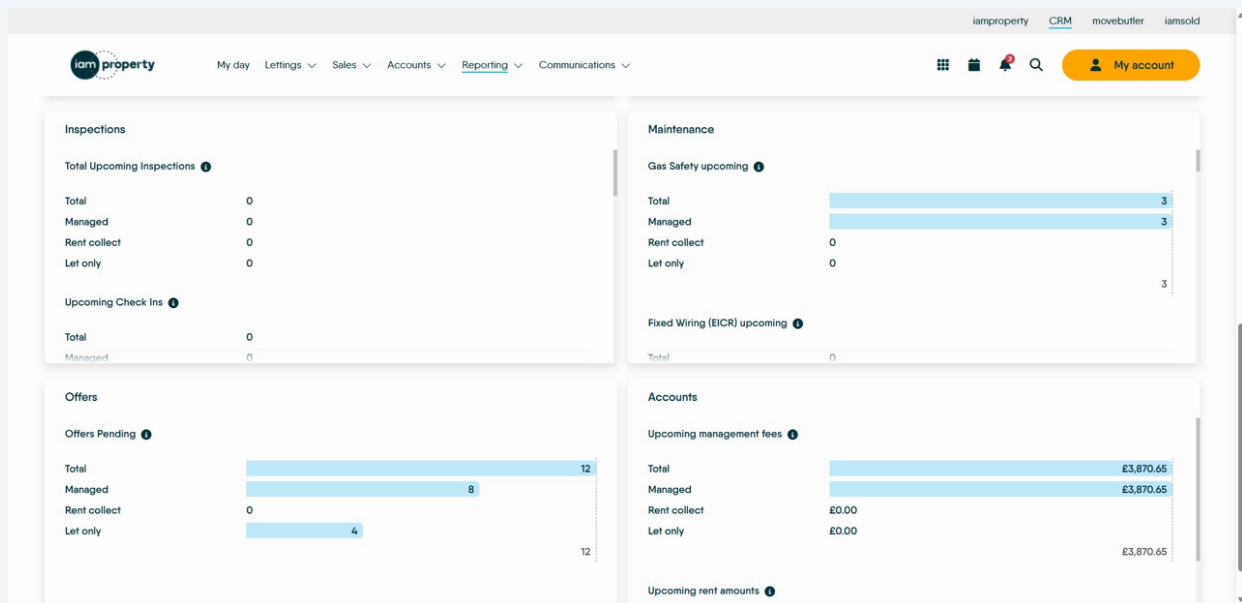 iamproperty CRM movebutler iamsold
iam property My day Lettings Sales Accounts Reporting Communications 2 My account
Inspections
Total Upcoming Inspections i
Total 0
Managed 0
Rent collect 0
Let only 0
Upcoming Check Ins i
Total 0
Managed 0
Maintenance
Gas Safety upcoming i
Total 3
Managed 3
Rent collect 0
Let only 0
3
Fixed Wiring (EICR) upcoming i
Total 0
Offers
Offers Pending i
Total 12
Managed 8
Rent collect 0
Let only 4
12
Accounts
Upcoming management fees i
Total £3,870.65
Managed £3,870.65
Rent collect £0.00
Let only £0.00
£3,870.65
Upcoming rent amounts i